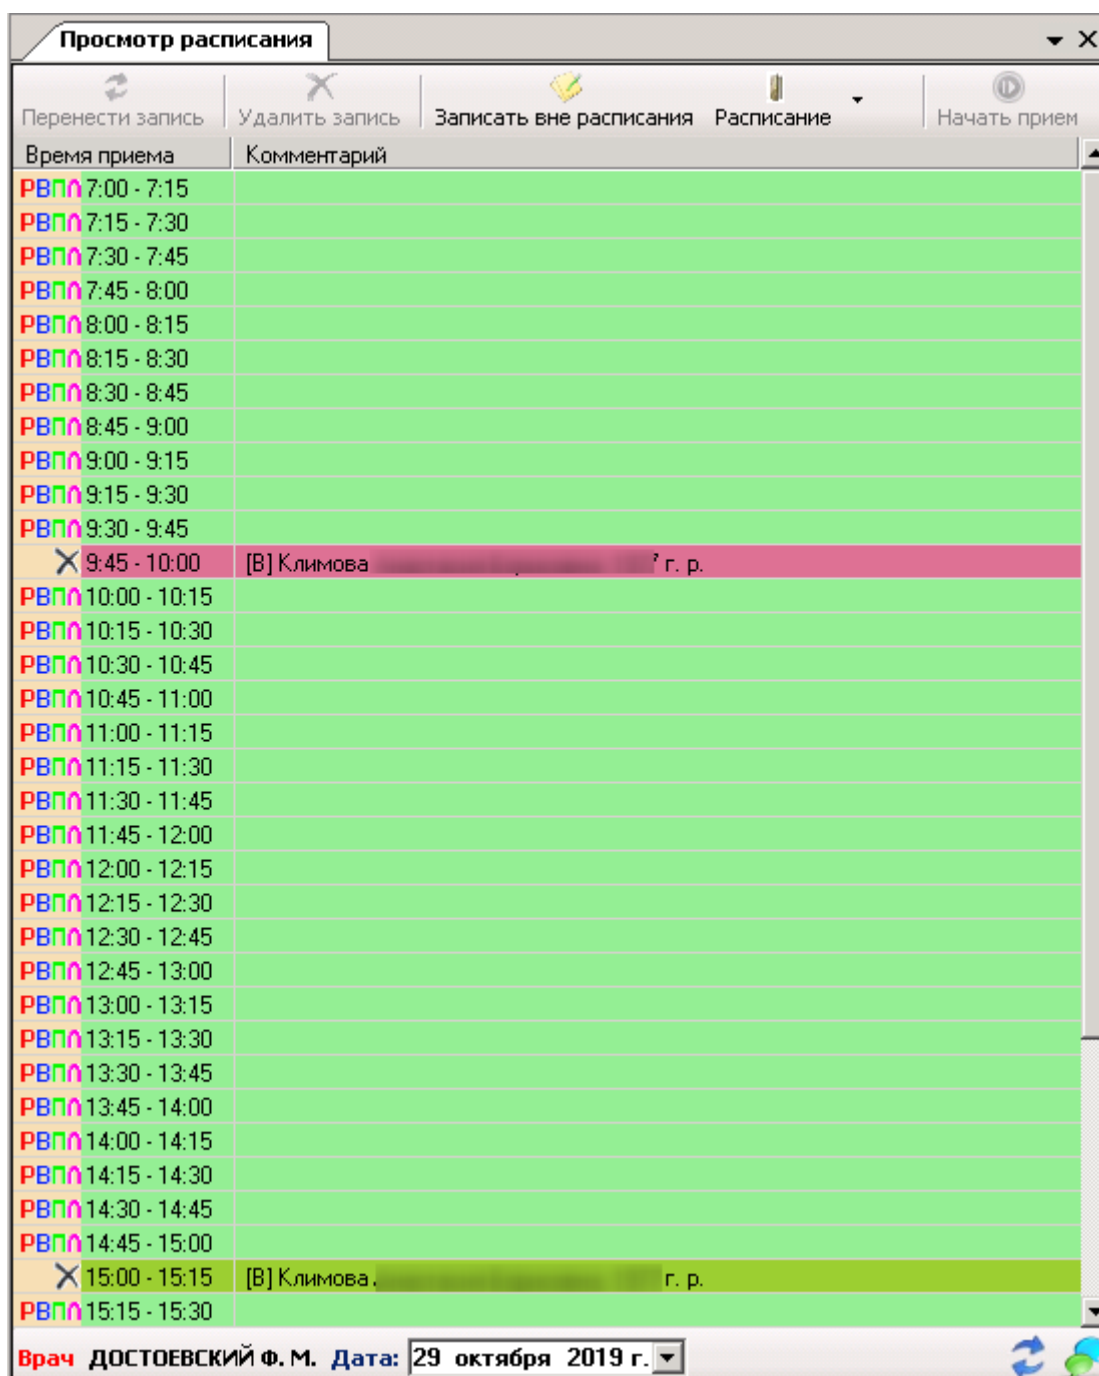 Просмотр расписания
Перенести запись Удалить запись Записать вне расписания Расписание Начать прием
Время приема Комментарий
РВПЛ 7:00 - 7:15
РВПЛ 7:15 - 7:30
РВПЛ 7:30 - 7:45
РВПЛ 7:45 - 8:00
РВПЛ 8:00 - 8:15
РВПЛ 8:15 - 8:30
РВПЛ 8:30 - 8:45
РВПЛ 8:45 - 9:00
РВПЛ 9:00 - 9:15
РВПЛ 9:15 - 9:30
РВПЛ 9:30 - 9:45
9:45 - 10:00 [В] Климова г. р.
РВПЛ 10:00 - 10:15
РВПЛ 10:15 - 10:30
РВПЛ 10:30 - 10:45
РВПЛ 10:45 - 11:00
РВПЛ 11:00 - 11:15
РВПЛ 11:15 - 11:30
РВПЛ 11:30 - 11:45
РВПЛ 11:45 - 12:00
РВПЛ 12:00 - 12:15
РВПЛ 12:15 - 12:30
РВПЛ 12:30 - 12:45
РВПЛ 12:45 - 13:00
РВПЛ 13:00 - 13:15
РВПЛ 13:15 - 13:30
РВПЛ 13:30 - 13:45
РВПЛ 13:45 - 14:00
РВПЛ 14:00 - 14:15
РВПЛ 14:15 - 14:30
РВПЛ 14:30 - 14:45
РВПЛ 14:45 - 15:00
15:00 - 15:15 [В] Климова г. р.
РВПЛ 15:15 - 15:30
Врач ДОСТОЕВСКИЙ Ф. М. Дата: 29 октября 2019 г.